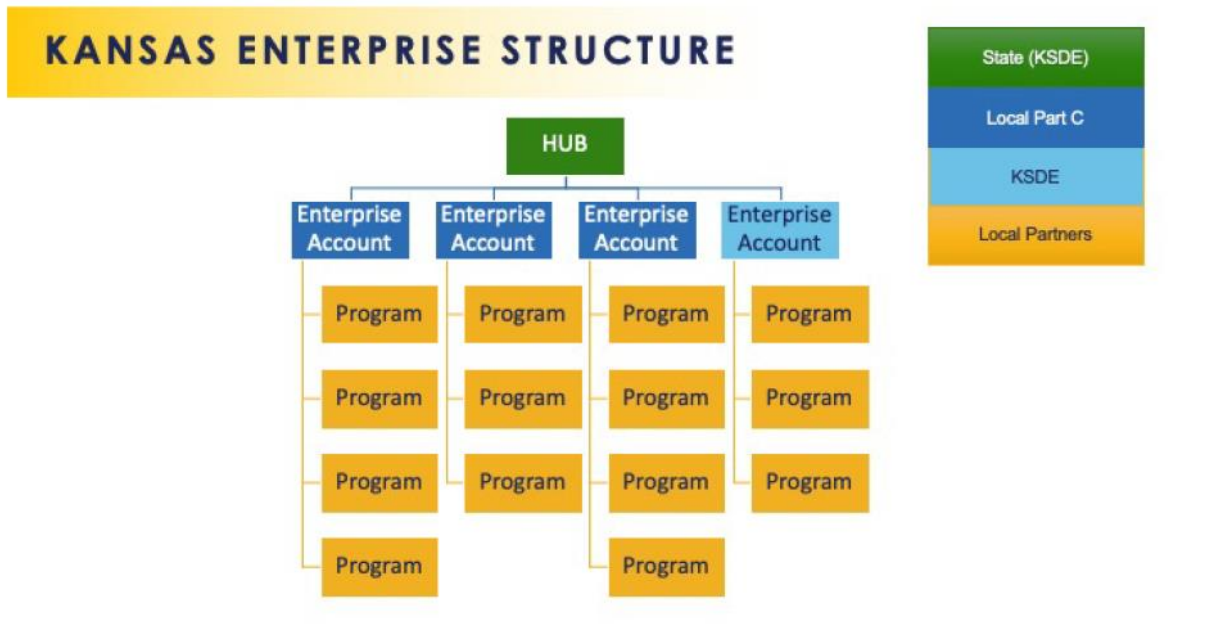 KANSAS ENTERPRISE STRUCTURE
State (KSDE)
Local Part C
KSDE
Local Partners
HUB
Enterprise Account
Enterprise Account
Enterprise Account
Enterprise Account
Program
Program
Program
Program
Program
Program
Program
Program
Program
Program
Program
Program
Program
Program